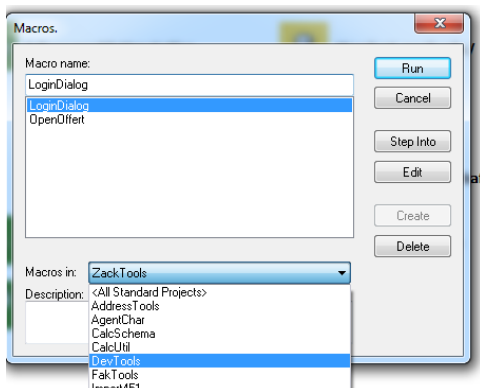 Macros.
Macro name:
LoginDialog
LoginDialog
OpenOffert
Run
Cancel
Step Into
Edit
Create
Delete
Macros in: ZackTools
Description:
<All Standard Projects>
AddressTools
AgentChar
CalcSchema
CalcUtil
DevTools
FakTools